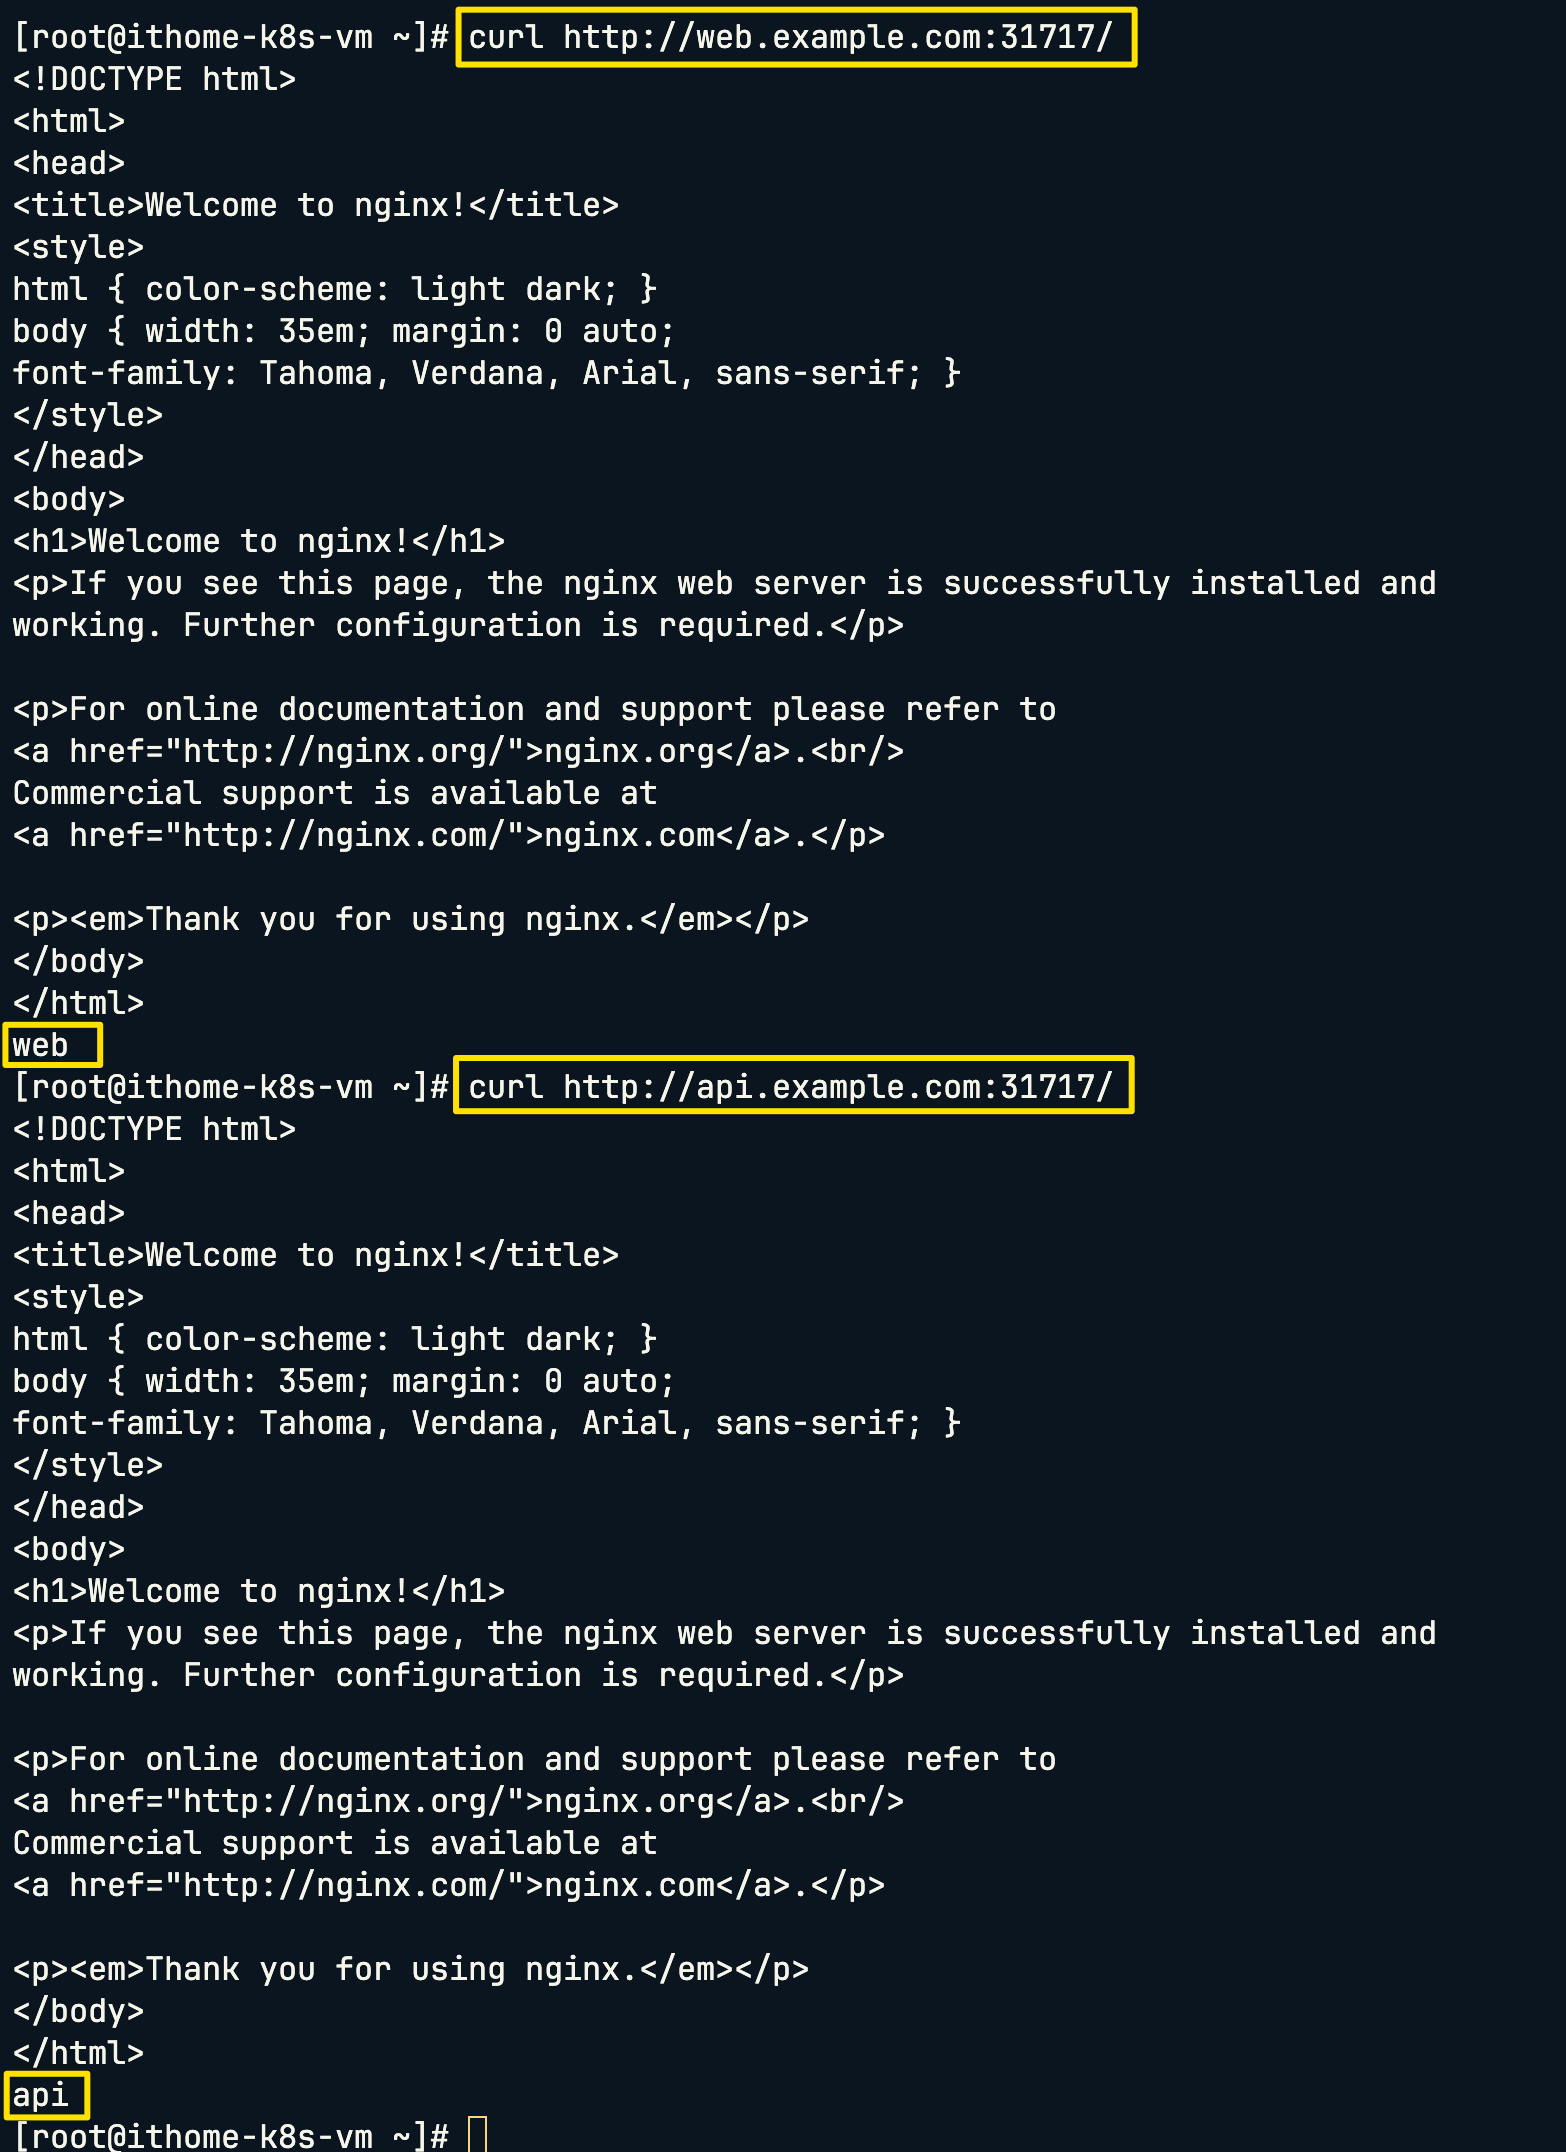 [root@ithome-k8s-vm ~]# curl http://web.example.com:31717/
<!DOCTYPE html>
<html>
<head>
<title>Welcome to nginx!</title>
<style>
html { color-scheme: light dark; }
body { width: 35em; margin: 0 auto;
font-family: Tahoma, Verdana, Arial, sans-serif; }
</style>
</head>
<body>
<h1>Welcome to nginx!</h1>
<p>If you see this page, the nginx web server is successfully installed and
working. Further configuration is required.</p>

<p>For online documentation and support please refer to
<a href="http://nginx.org/">nginx.org</a>.<br/>
Commercial support is available at
<a href="http://nginx.com/">nginx.com</a>.</p>

<p><em>Thank you for using nginx.</em></p>
</body>
</html>
web
[root@ithome-k8s-vm ~]# curl http://api.example.com:31717/
<!DOCTYPE html>
<html>
<head>
<title>Welcome to nginx!</title>
<style>
html { color-scheme: light dark; }
body { width: 35em; margin: 0 auto;
font-family: Tahoma, Verdana, Arial, sans-serif; }
</style>
</head>
<body>
<h1>Welcome to nginx!</h1>
<p>If you see this page, the nginx web server is successfully installed and
working. Further configuration is required.</p>

<p>For online documentation and support please refer to
<a href="http://nginx.org/">nginx.org</a>.<br/>
Commercial support is available at
<a href="http://nginx.com/">nginx.com</a>.</p>

<p><em>Thank you for using nginx.</em></p>
</body>
</html>
api
[root@ithome-k8s-vm ~]#